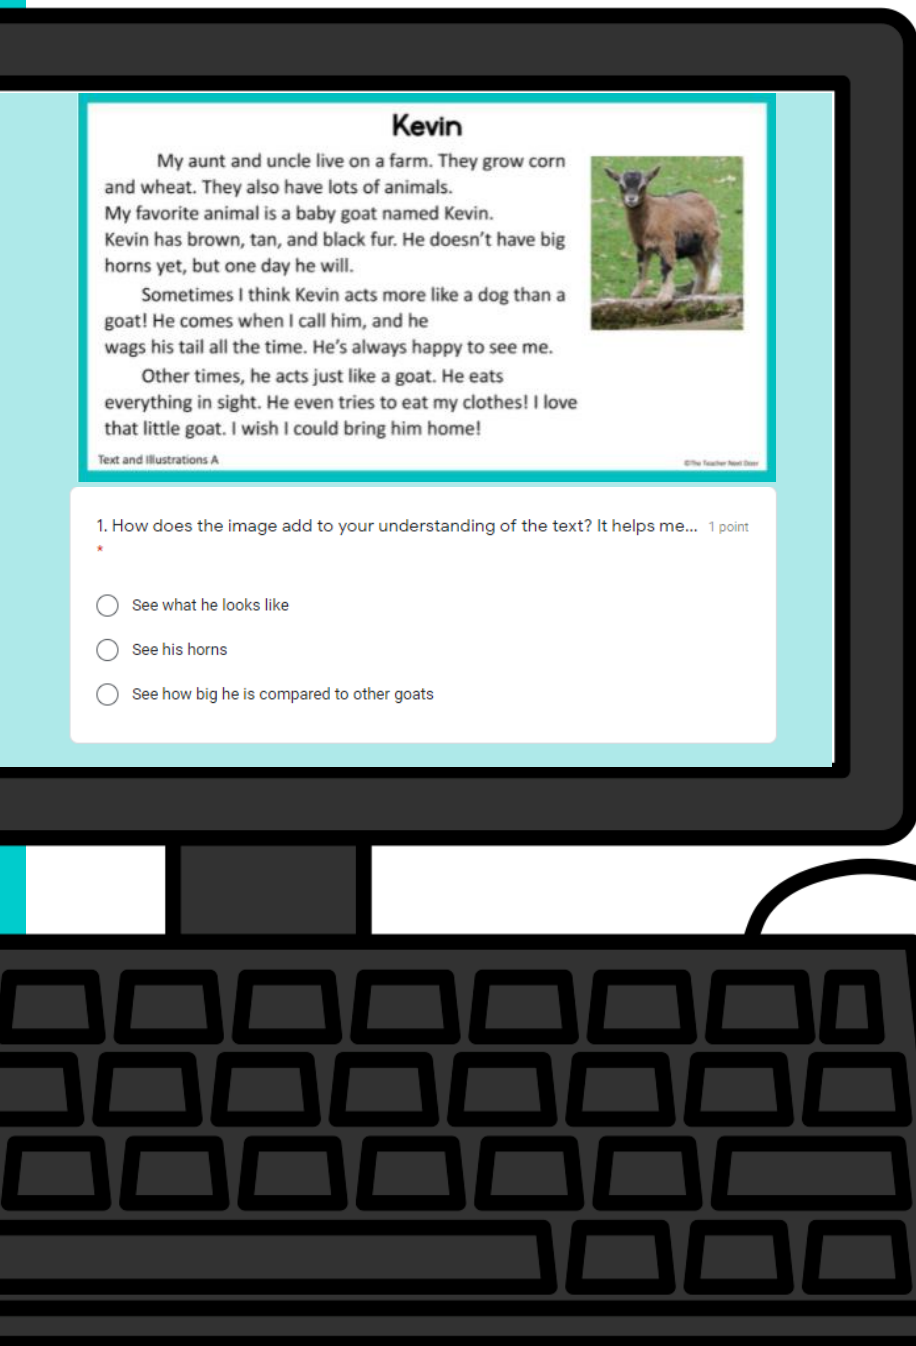 Kevin
My aunt and uncle live on a farm. They grow corn
and wheat. They also have lots of animals.
My favorite animal is a baby goat named Kevin.
Kevin has brown, tan, and black fur. He doesn't have big
horns yet, but one day he will.
Sometimes I think Kevin acts more like a dog than a
goat! He comes when I call him, and he
wags his tail all the time. He's always happy to see me.
Other times, he acts just like a goat. He eats
everything in sight. He even tries to eat my clothes! I love
that little goat. I wish I could bring him home!
Text and Illustrations A
©The Teacher Next Door
1. How does the image add to your understanding of the text? It helps me... 1 point
*
See what he looks like
See his horns
See how big he is compared to other goats